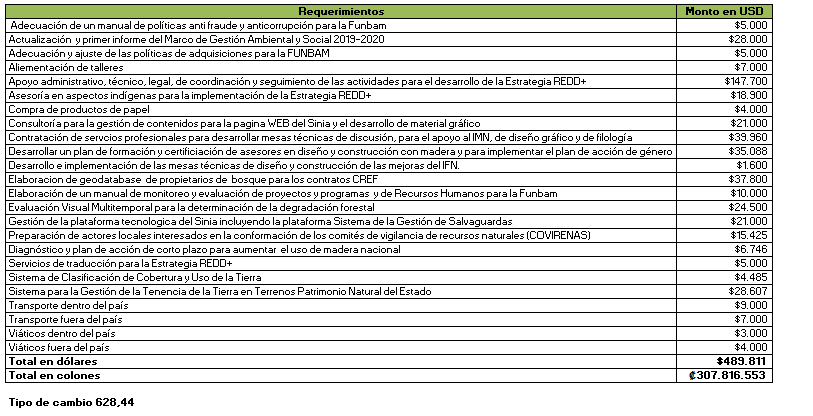 Requerimientos Monto en USD
Adecuación de un manual de políticas anti fraude y anticorrupción para la Funbam $5.000
Actualización y primer informe del Marco de Gestión Ambiental y Social 2019-2020 $28.000
Adecuación y ajuste de las políticas de adquisiciones para la FUNBAM $5.000
Aliementación de talleres $7.000
Apoyo administrativo, técnico, legal, de coordinación y seguimiento de las actividades para el desarrollo de la Estrategia REDD+ $147.700
Asesoría en aspectos indígenas para la implementación de la Estrategia REDD+ $18.900
Compra de productos de papel $4.000
Consultoría para la gestión de contenidos para la pagina WEB del Sinia y el desarrollo de material gráfico $21.000
Contratación de servcios profesionales para desarrollar mesas técnicas de discusión, para el apoyo al IMN, de diseño gráfico y de filología $39.960
Desarrollar un plan de formación y certificiación de asesores en diseño y construcción con madera y para implementar el plan de acción de género $35.088
Desarrollo e implementación de las mesas técnicas de diseño y construcción de las mejoras del IFN. $1.600
Elaboracion de geodatabase de propietarios de bosque para los contratos CREF $37.800
Elaboración de un manual de monitoreo y evaluación de proyectos y programas y de Recursos Humanos para la Funbam $10.000
Evaluación Visual Multitemporal para la determinación de la degradación forestal $24.500
Gestión de la plataforma tecnologica del Sinia incluyendo la plataforma Sistema de la Gestión de Salvaguardas $21.000
Preparación de actores locales interesados en la conformación de los comités de vigilancia de recursos naturales (COVIRENAS) $15.425
Diagnóstico y plan de acción de corto plazo para aumentar el uso de madera nacional $6.746
Servicios de traducción para la Estrategia REDD+ $5.000
Sistema de Clasificación de Cobertura y Uso de la Tierra $4.485
Sistema para la Gestión de la Tenencia de la Tierra en Terrenos Patrimonio Natural del Estado $28.607
Transporte dentro del país $9.000
Transporte fuera del país $7.000
Viáticos dentro del país $3.000
Viáticos fuera del país $4.000
Total en dólares $489.811
Total en colones ₡307.816.553
Tipo de cambio 628,44